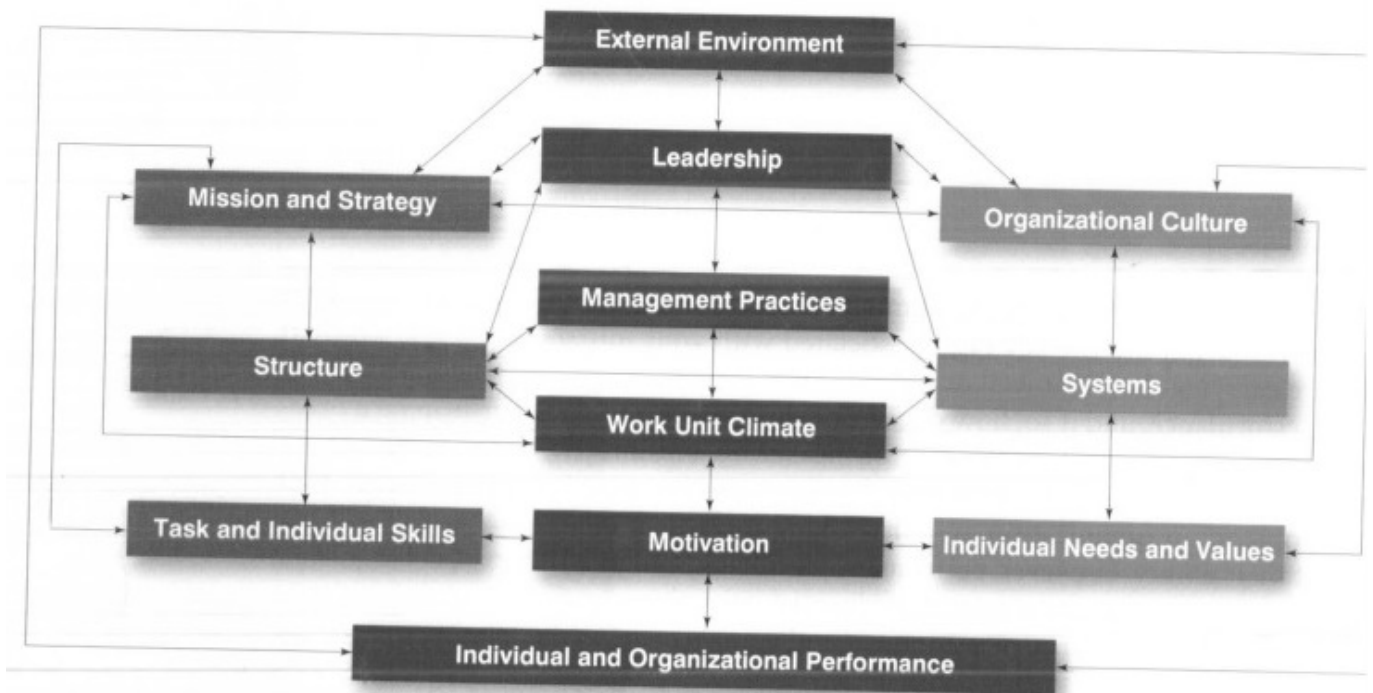 External Environment
Leadership
Mission and Strategy
Organizational Culture
Management Practices
Structure
Systems
Work Unit Climate
Task and Individual Skills
Motivation
Individual Needs and Values
Individual and Organizational Performance